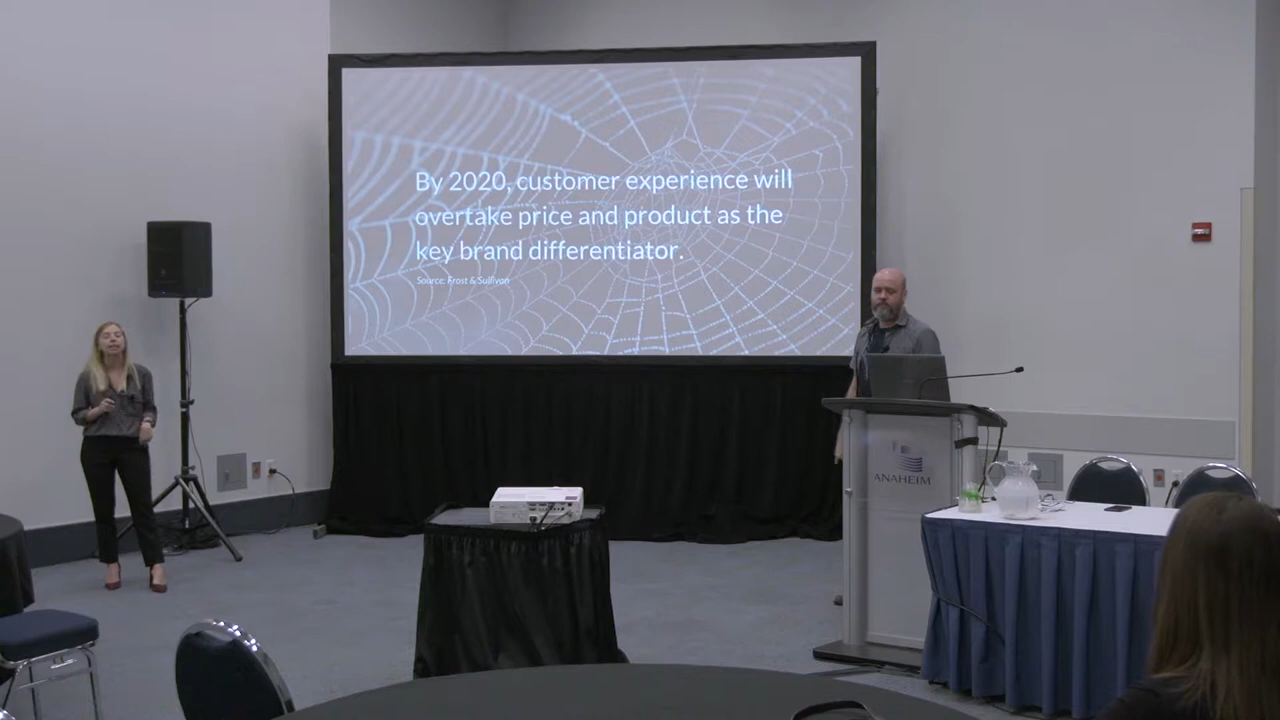 By 2020, customer experience will
overtake price and product as the
key brand differentiator.
Source: Frost & Sullivan
ANAHEIM